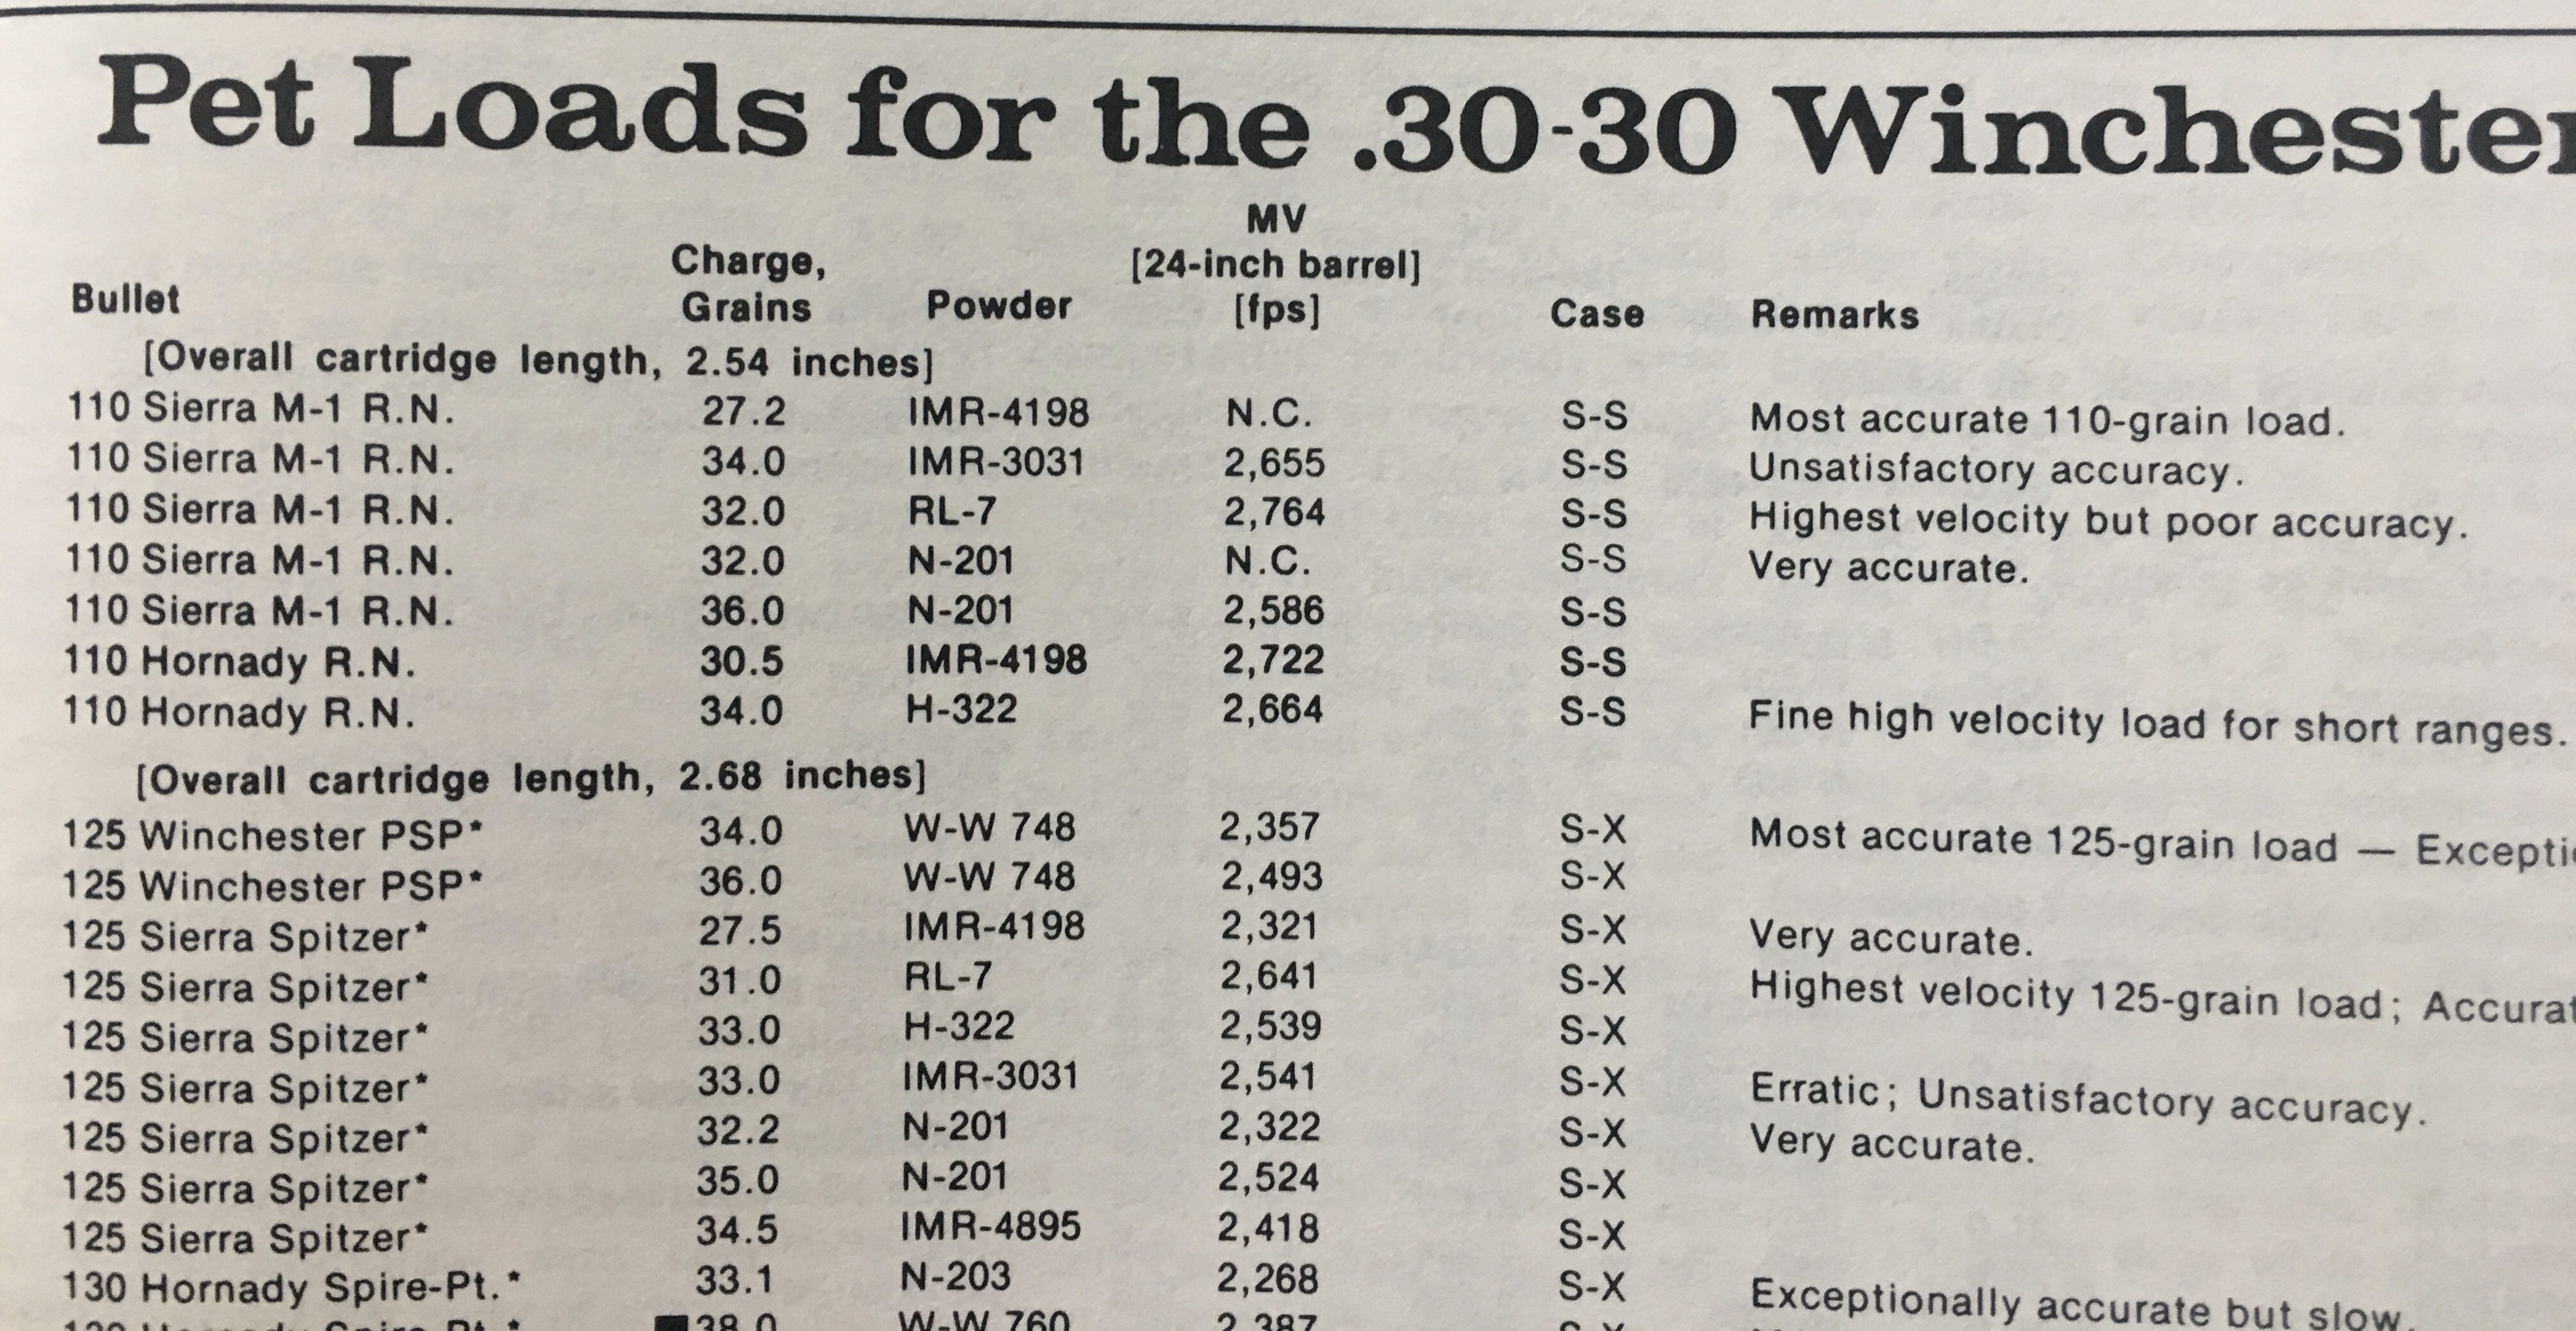 Pet Loads for the .30-30 Winchester
MV
Charge, [24-inch barrel]
Bullet Grains Powder [fps] Case Remarks
[Overall cartridge length, 2.54 inches]
110 Sierra M-1 R.N. 27.2 IMR-4198 N.C. S-S Most accurate 110-grain load.
110 Sierra M-1 R.N. 34.0 IMR-3031 2,655 S-S Unsatisfactory accuracy.
110 Sierra M-1 R.N. 32.0 RL-7 2,764 S-S Highest velocity but poor accuracy.
110 Sierra M-1 R.N. 32.0 N-201 N.C. S-S Very accurate.
110 Sierra M-1 R.N. 36.0 N-201 2,586 S-S
110 Hornady R.N. 30.5 IMR-4198 2,722 S-S
110 Hornady R.N. 34.0 H-322 2,664 S-S Fine high velocity load for short ranges.
[Overall cartridge length, 2.68 inches]
125 Winchester PSP* 34.0 W-W 748 2,357 S-X Most accurate 125-grain load — Excepti
125 Winchester PSP* 36.0 W-W 748 2,493 S-X
125 Sierra Spitzer* 27.5 IMR-4198 2,321 S-X Very accurate.
125 Sierra Spitzer* 31.0 RL-7 2,641 S-X Highest velocity 125-grain load; Accurat
125 Sierra Spitzer* 33.0 H-322 2,539 S-X
125 Sierra Spitzer* 33.0 IMR-3031 2,541 S-X Erratic; Unsatisfactory accuracy.
125 Sierra Spitzer* 32.2 N-201 2,322 S-X Very accurate.
125 Sierra Spitzer* 35.0 N-201 2,524 S-X
125 Sierra Spitzer* 34.5 IMR-4895 2,418 S-X
130 Hornady Spire-Pt.* 33.1 N-203 2,268 S-X Exceptionally accurate but slow.
130 Hornady Spire-Pt.* 38.0 W-W 760 2,387 S-X